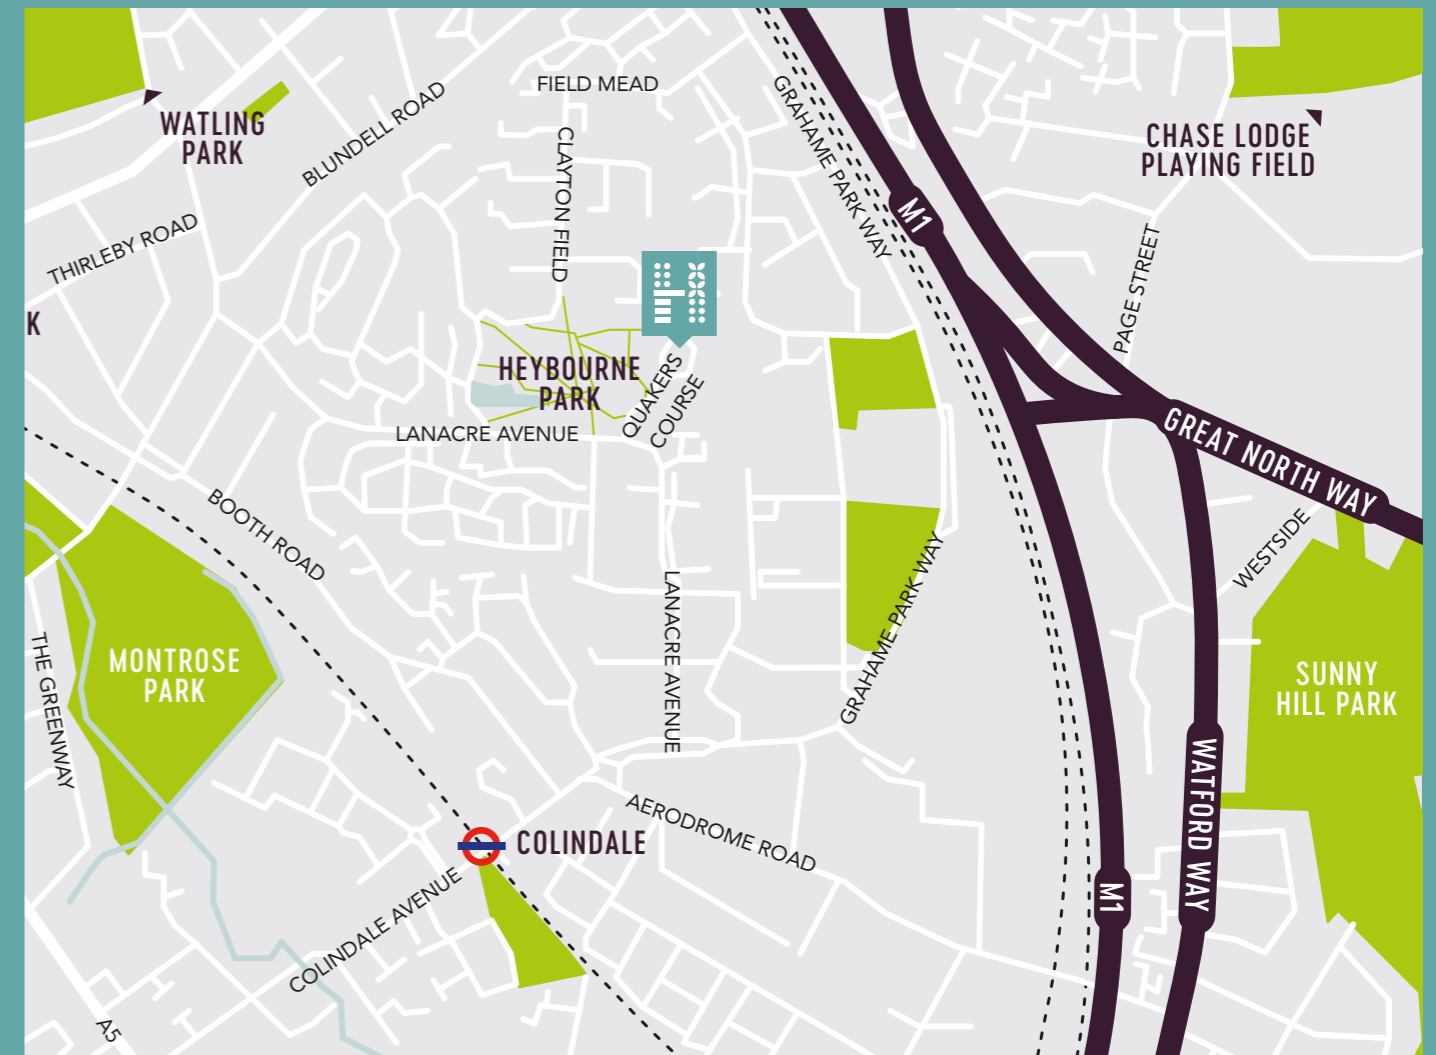 FIELD MEAD
GRAHAME PARK WAY
BLUNDELL ROAD
WATLING
PARK
CLAYTON FIELD
CHASE LODGE
PLAYING FIELD
M1
THIRLEBY ROAD
PAGE STREET
K
HEYBOURNE
PARK
QUAKERS
COURSE
LANACRE AVENUE
GREAT NORTH WAY
BOOTH ROAD
WESTSIDE
GRAHAME PARK WAY
LANACRE AVENUE
THE GREENWAY
MONTROSE
PARK
SUNNY
HILL PARK
WATFORD WAY
AERODROME ROAD
COLINDALE
COLINDALE AVENUE
M1
A5